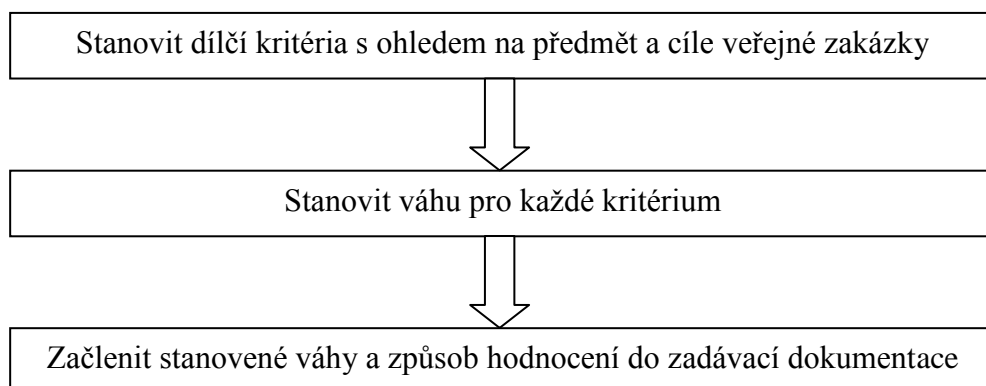 Stanovit dílčí kritéria s ohledem na předmět a cíle veřejné zakázky
Stanovit váhu pro každé kritérium
Začlenit stanovené váhy a způsob hodnocení do zadávací dokumentace